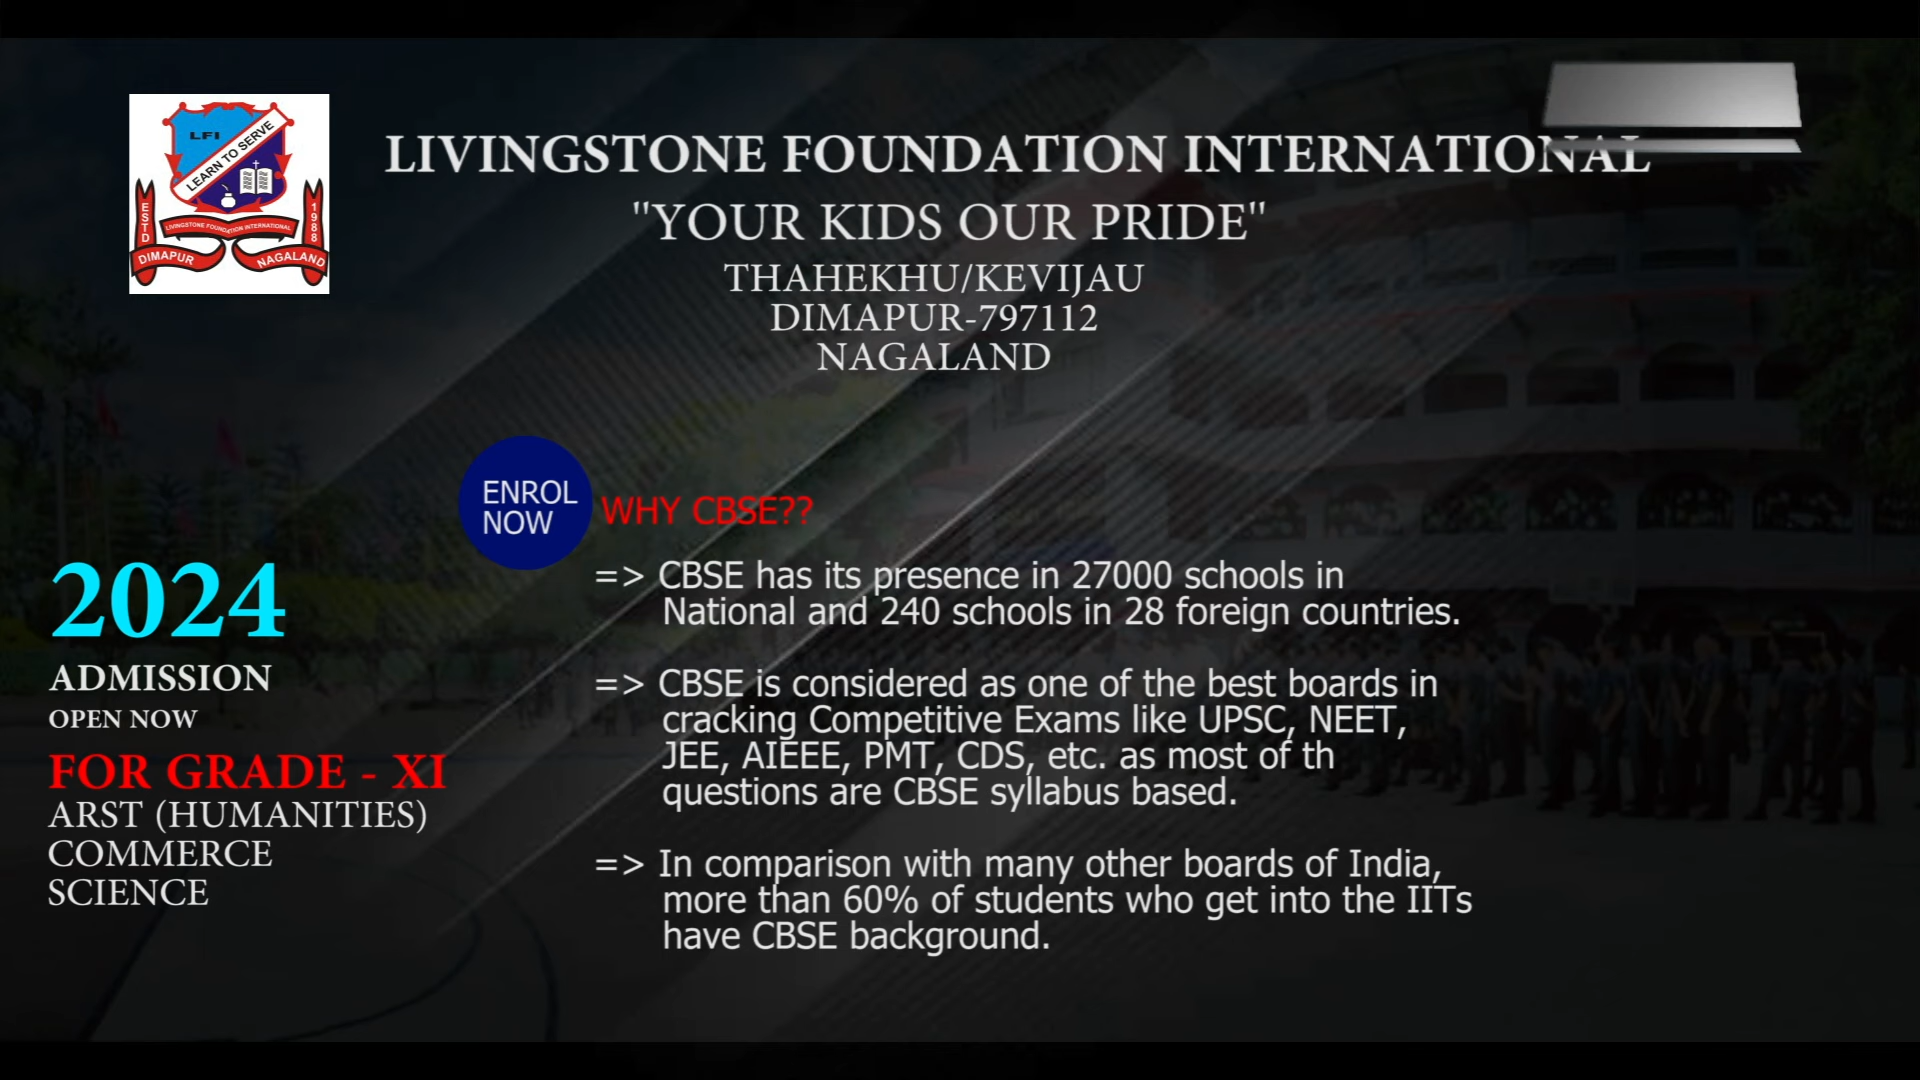 LFI
LEARN TO SERVE
ESTD
1988
LIVINGSTONE FOUNDATION INTERNATIONAL
DIMAPUR
NAGALAND
LIVINGSTONE FOUNDATION INTERNATIONAL
"YOUR KIDS OUR PRIDE"
THAHEKHU/KEVIJAU
DIMAPUR-797112
NAGALAND
2024
ADMISSION
OPEN NOW
FOR GRADE - XI
ARST (HUMANITIES)
COMMERCE
SCIENCE
ENROL
NOW
WHY CBSE??
=> CBSE has its presence in 27000 schools in
National and 240 schools in 28 foreign countries.
=> CBSE is considered as one of the best boards in
cracking Competitive Exams like UPSC, NEET,
JEE, AIEEE, PMT, CDS, etc. as most of th
questions are CBSE syllabus based.
=> In comparison with many other boards of India,
more than 60% of students who get into the IITs
have CBSE background.